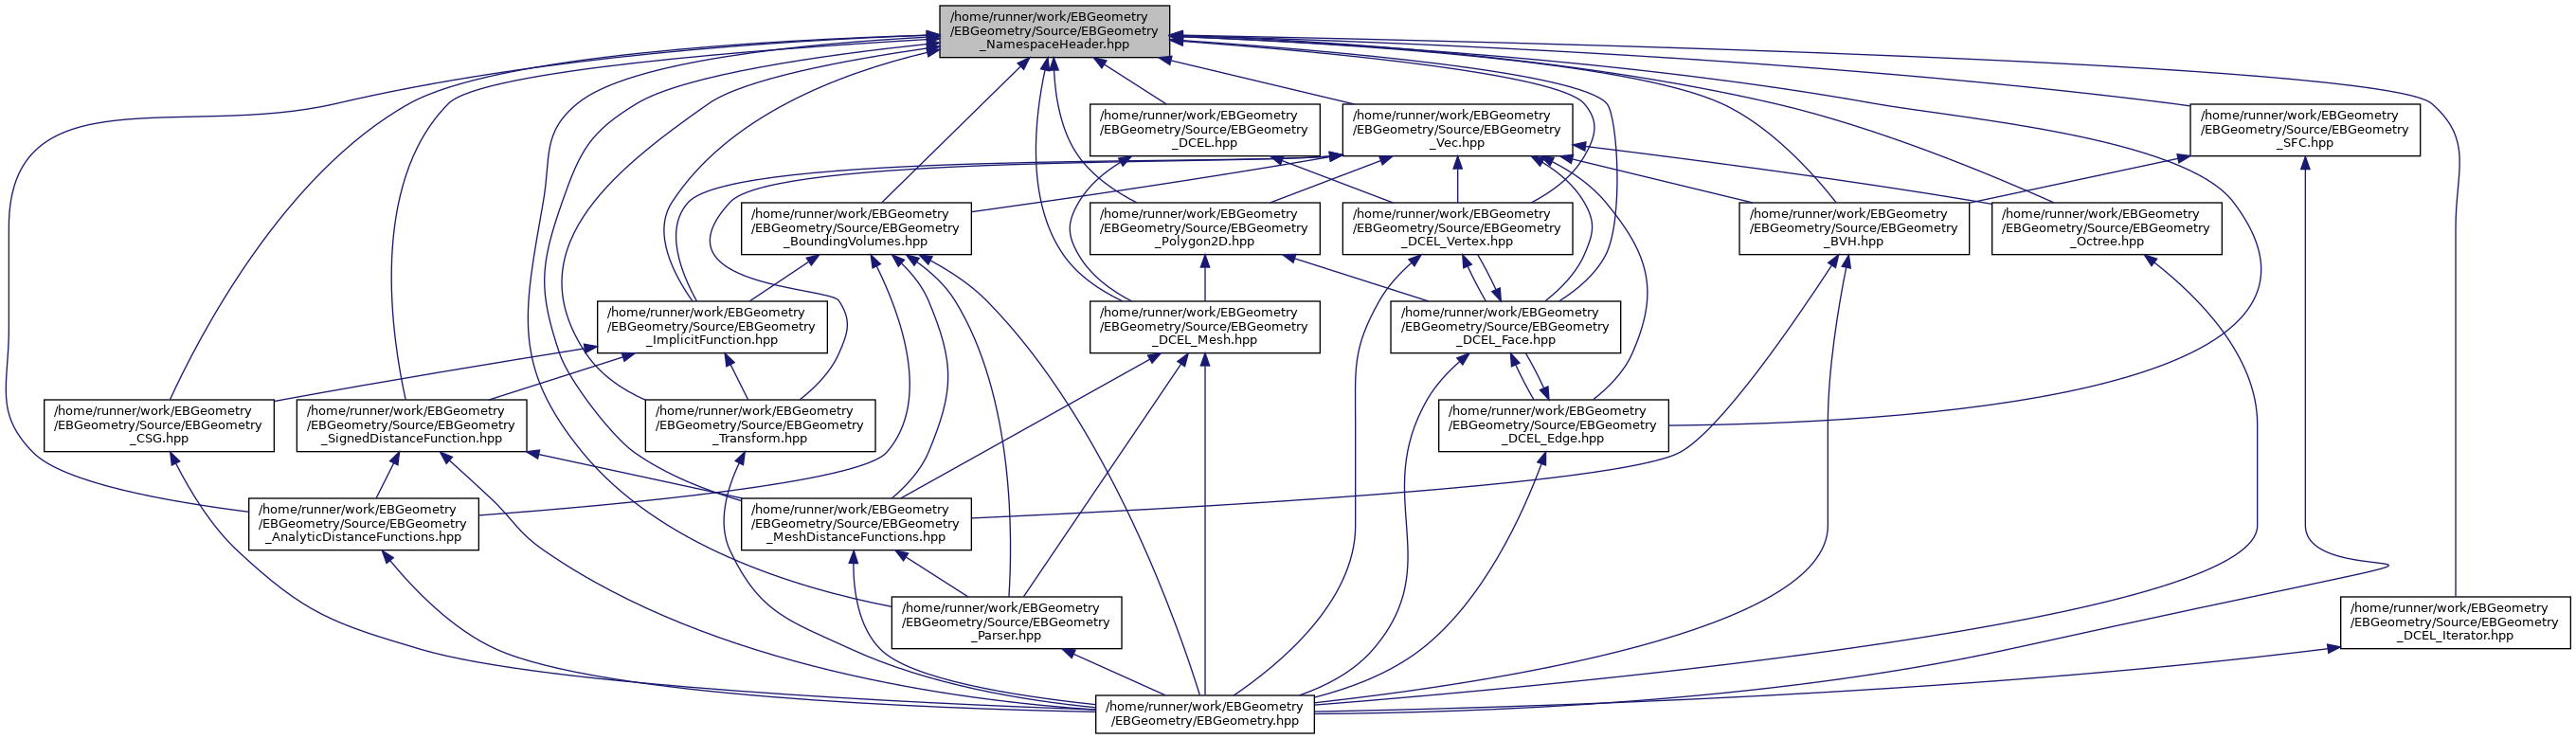 /home/runner/work/EBGeometry
/EBGeometry/Source/EBGeometry
_NamespaceHeader.hpp
/home/runner/work/EBGeometry
/EBGeometry/Source/EBGeometry
_DCEL.hpp
/home/runner/work/EBGeometry
/EBGeometry/Source/EBGeometry
_Vec.hpp
/home/runner/work/EBGeometry
/EBGeometry/Source/EBGeometry
_SFC.hpp
/home/runner/work/EBGeometry
/EBGeometry/Source/EBGeometry
_BoundingVolumes.hpp
/home/runner/work/EBGeometry
/EBGeometry/Source/EBGeometry
_Polygon2D.hpp
/home/runner/work/EBGeometry
/EBGeometry/Source/EBGeometry
_DCEL_Vertex.hpp
/home/runner/work/EBGeometry
/EBGeometry/Source/EBGeometry
_BVH.hpp
/home/runner/work/EBGeometry
/EBGeometry/Source/EBGeometry
_Octree.hpp
/home/runner/work/EBGeometry
/EBGeometry/Source/EBGeometry
_ImplicitFunction.hpp
/home/runner/work/EBGeometry
/EBGeometry/Source/EBGeometry
_DCEL_Mesh.hpp
/home/runner/work/EBGeometry
/EBGeometry/Source/EBGeometry
_DCEL_Face.hpp
/home/runner/work/EBGeometry
/EBGeometry/Source/EBGeometry
_CSG.hpp
/home/runner/work/EBGeometry
/EBGeometry/Source/EBGeometry
_SignedDistanceFunction.hpp
/home/runner/work/EBGeometry
/EBGeometry/Source/EBGeometry
_Transform.hpp
/home/runner/work/EBGeometry
/EBGeometry/Source/EBGeometry
_DCEL_Edge.hpp
/home/runner/work/EBGeometry
/EBGeometry/Source/EBGeometry
_AnalyticDistanceFunctions.hpp
/home/runner/work/EBGeometry
/EBGeometry/Source/EBGeometry
_MeshDistanceFunctions.hpp
/home/runner/work/EBGeometry
/EBGeometry/Source/EBGeometry
_Parser.hpp
/home/runner/work/EBGeometry
/EBGeometry/Source/EBGeometry
_DCEL_Iterator.hpp
/home/runner/work/EBGeometry
/EBGeometry/EBGeometry.hpp